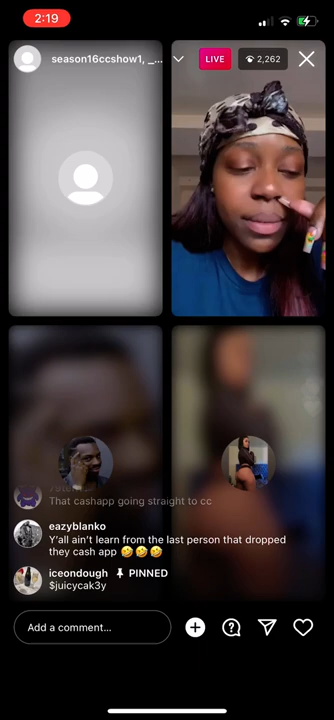 2:19
season16ccshow1, _...
LIVE
2,262
That cashapp going straight to cc
eazyblanko
Y'all ain't learn from the last person that dropped
they cash app 🤣🤣🤣
iceondough PINNED
$juicycak3y
Add a comment...